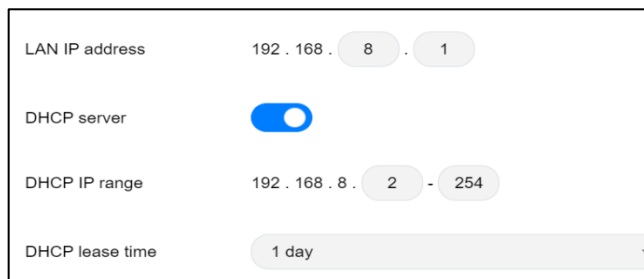 LAN IP address 192 . 168 . 8 . 1
DHCP server
DHCP IP range 192 . 168 . 8 . 2 - 254
DHCP lease time 1 day